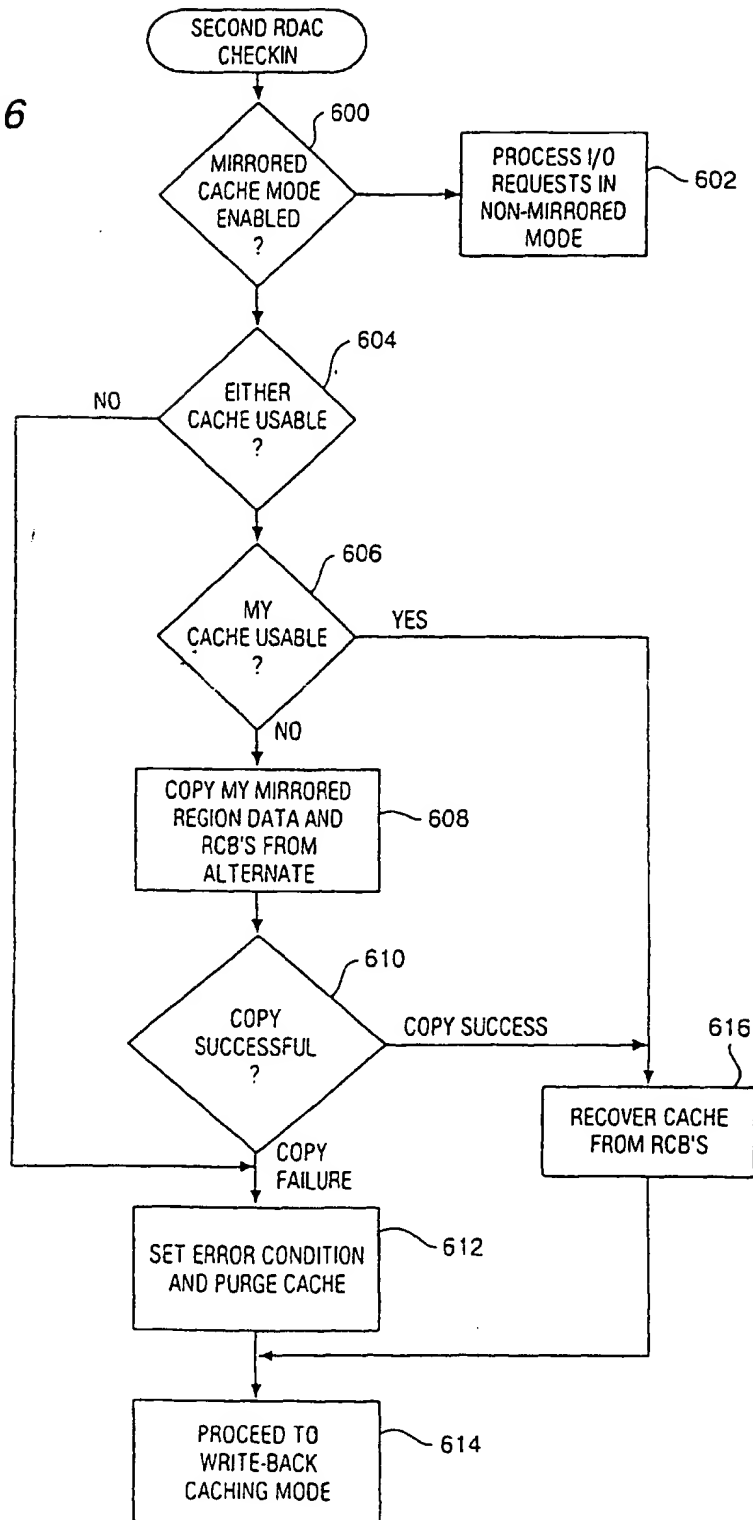 SECOND RDAC
CHECKIN
6
600
MIRRORED
CACHE MODE
ENABLED
?
PROCESS I/O
REQUESTS IN
NON-MIRRORED
MODE
602
604
NO
EITHER
CACHE USABLE
?
606
MY
CACHE USABLE
?
YES
NO
COPY MY MIRRORED
REGION DATA AND
RCB'S FROM
ALTERNATE
608
610
COPY
SUCCESSFUL
?
COPY SUCCESS
616
RECOVER CACHE
FROM RCB'S
COPY
FAILURE
SET ERROR CONDITION
AND PURGE CACHE
612
PROCEED TO
WRITE-BACK
CACHING MODE
614